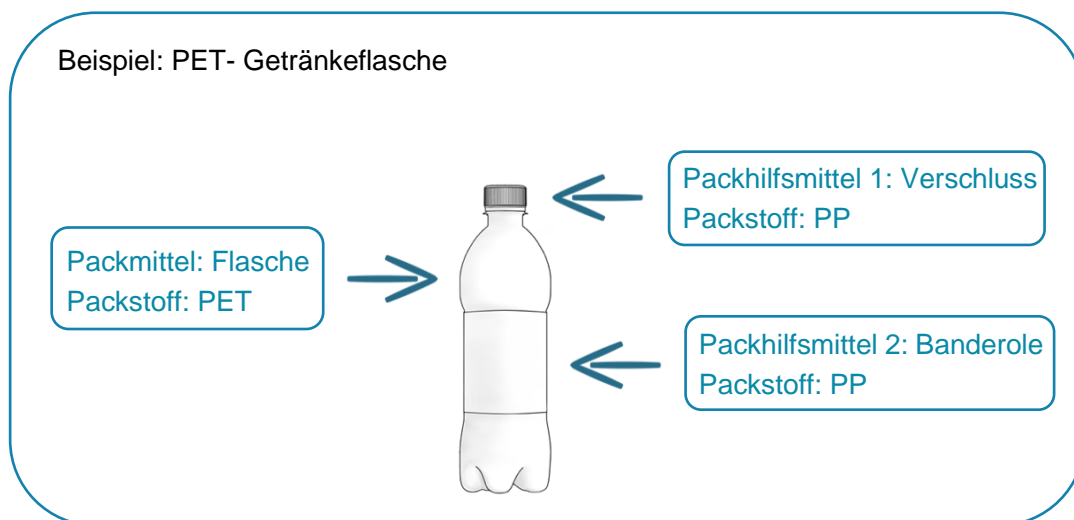 Beispiel: PET- Getränkeflasche
Packhilfsmittel 1: Verschluss
Packstoff: PP
Packmittel: Flasche
Packstoff: PET
Packhilfsmittel 2: Banderole
Packstoff: PP